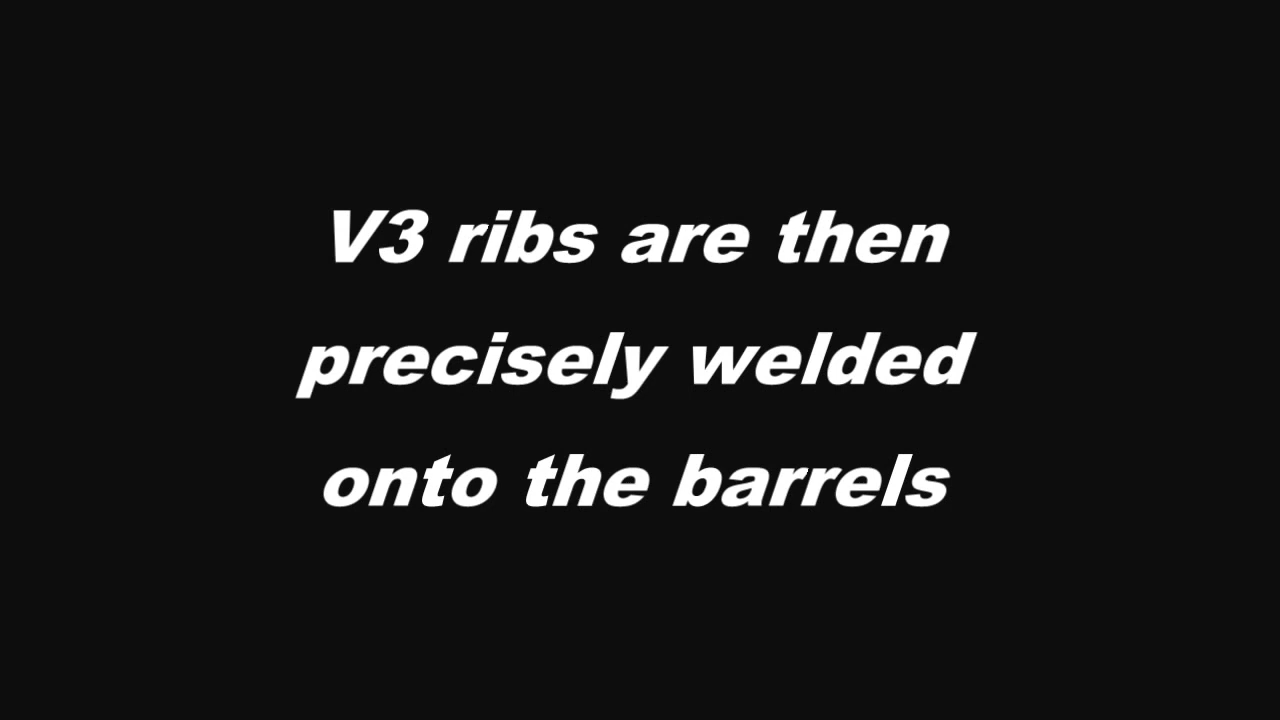 V3 ribs are then
precisely welded
onto the barrels